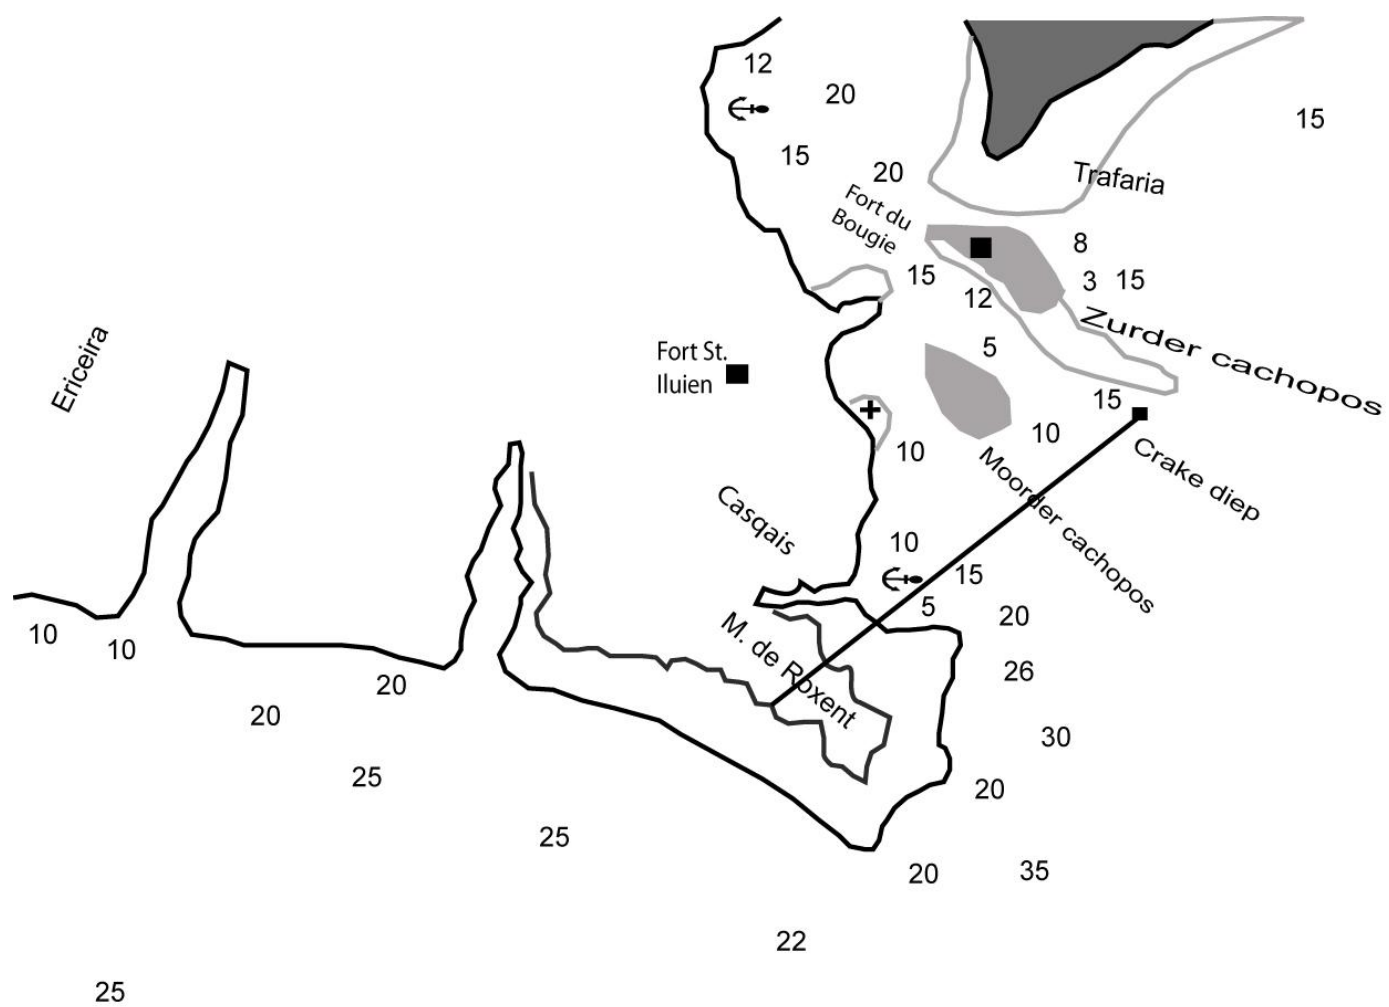 12
20
15
15
20
Trafaria
Fort du
Bougie
8
15
3
15
12
Zurder cachopos
5
Fort St.
Iluien
Ericeira
15
10
10
Crake diep
Moorder cachopos
Casqais
10
15
5
20
M. de Roxent
10
10
26
20
20
30
25
20
25
20
35
22
25